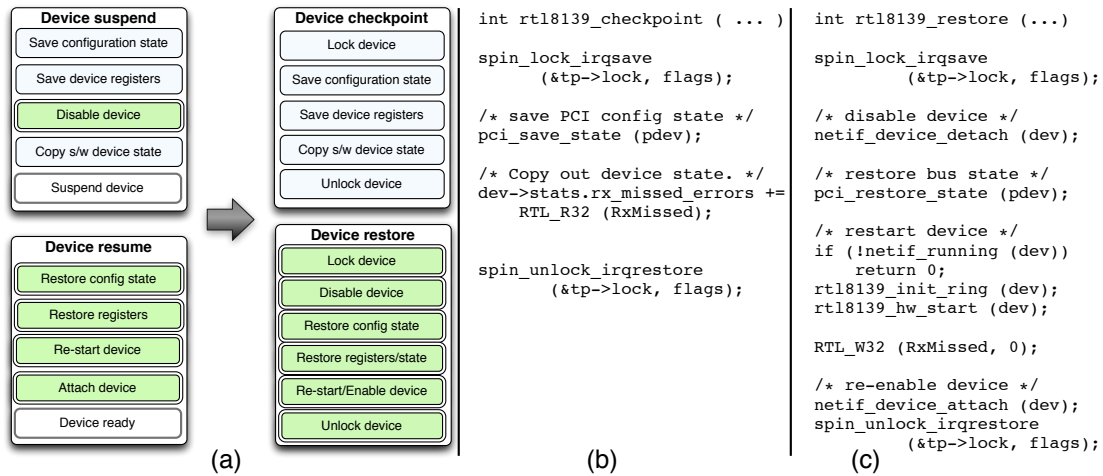 Device suspend
Save configuration state
Save device registers
Disable device
Copy s/w device state
Suspend device
Device resume
Restore config state
Restore registers
Re-start device
Attach device
Device ready
Device checkpoint
Lock device
Save configuration state
Save device registers
Copy s/w device state
Unlock device
Device restore
Lock device
Disable device
Restore config state
Restore registers/state
Re-start/Enable device
Unlock device
(a)
int rtl8139_checkpoint ( ... )
spin_lock_irqsave
(&tp->lock, flags);
/* save PCI config state */
pci_save_state (pdev);
/* Copy out device state. */
dev->stats.rx_missed_errors +=
RTL_R32 (RxMissed);
spin_unlock_irqrestore
(&tp->lock, flags);
(b)
int rtl8139_restore (...)
spin_lock_irqsave
(&tp->lock, flags);
/* disable device */
netif_device_detach (dev);
/* restore bus state */
pci_restore_state (pdev);
/* restart device */
if (!netif_running (dev))
return 0;
rtl8139_init_ring (dev);
rtl8139_hw_start (dev);
RTL_W32 (RxMissed, 0);
/* re-enable device */
netif_device_attach (dev);
spin_unlock_irqrestore
(&tp->lock, flags);
(c)